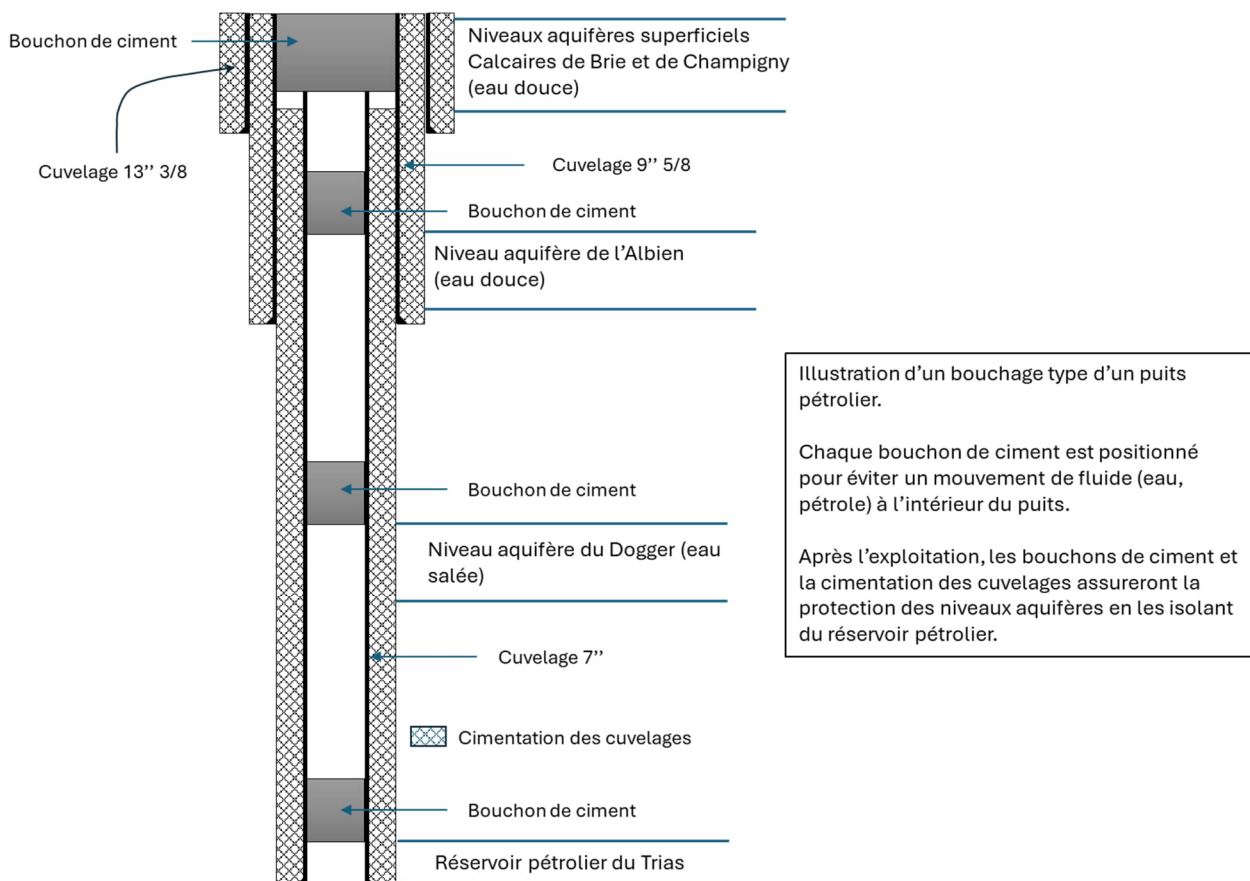 Bouchon de ciment
Niveaux aquifères superficiels
Calcaires de Brie et de Champigny
(eau douce)
Cuvelage 13’’ 3/8
Cuvelage 9’’ 5/8
Bouchon de ciment
Niveau aquifère de l’Albien
(eau douce)
Illustration d’un bouchage type d’un puits
pétrolier.
Chaque bouchon de ciment est positionné
pour éviter un mouvement de fluide (eau,
pétrole) à l’intérieur du puits.
Après l’exploitation, les bouchons de ciment et
la cimentation des cuvelages assureront la
protection des niveaux aquifères en les isolant
du réservoir pétrolier.
Bouchon de ciment
Niveau aquifère du Dogger (eau
salée)
Cuvelage 7’’
Cimentation des cuvelages
Bouchon de ciment
Réservoir pétrolier du Trias